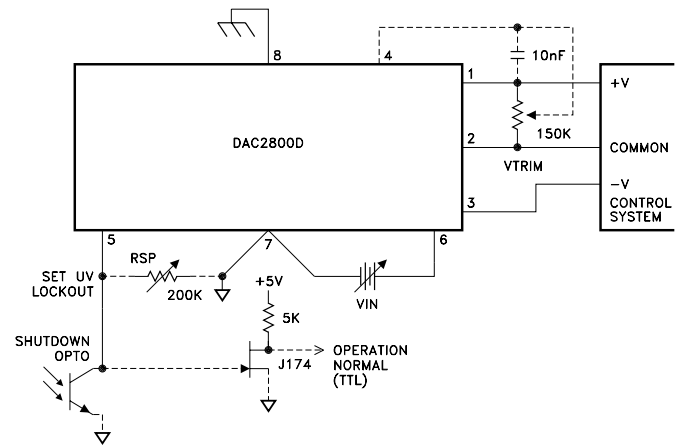 8
4
1
10nF
+V
DAC2800D
150K
2
COMMON
VTRIM
-V
3
CONTROL
SYSTEM
5
7
6
RSP
SET UV
LOCKOUT
200K
+5V
VIN
5K
SHUTDOWN
OPTO
J174
OPERATION
NORMAL
(TTL)